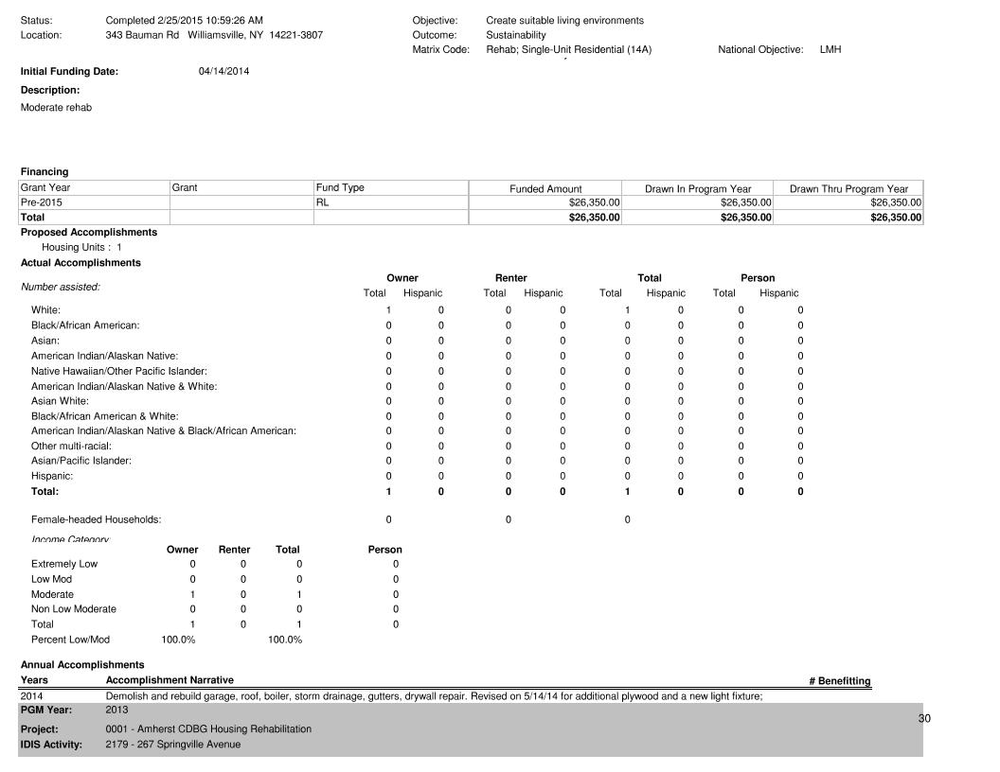 Status: Completed 2/25/2015 10:59:26 AM Objective: Create suitable living environments
Location: 343 Bauman Rd Williamsville, NY 14221-3807 Outcome: Sustainability
Matrix Code: Rehab; Single-Unit Residential (14A) National Objective: LMH
Initial Funding Date: 04/14/2014
Description:
Moderate rehab
Financing
Grant Year Grant Fund Type Funded Amount Drawn In Program Year Drawn Thru Program Year
Pre-2015 RL $26,350.00 $26,350.00 $26,350.00
Total $26,350.00 $26,350.00 $26,350.00
Proposed Accomplishments
Housing Units : 1
Actual Accomplishments
Owner Renter Total Person
Number assisted:
Total Hispanic Total Hispanic Total Hispanic Total Hispanic
White: 1 0 0 0 1 0 0 0
Black/African American: 0 0 0 0 0 0 0 0
Asian: 0 0 0 0 0 0 0 0
American Indian/Alaskan Native: 0 0 0 0 0 0 0 0
Native Hawaiian/Other Pacific Islander: 0 0 0 0 0 0 0 0
American Indian/Alaskan Native & White: 0 0 0 0 0 0 0 0
Asian White: 0 0 0 0 0 0 0 0
Black/African American & White: 0 0 0 0 0 0 0 0
American Indian/Alaskan Native & Black/African American: 0 0 0 0 0 0 0 0
Other multi-racial: 0 0 0 0 0 0 0 0
Asian/Pacific Islander: 0 0 0 0 0 0 0 0
Hispanic: 0 0 0 0 0 0 0 0
Total: 1 0 0 0 1 0 0 0
Female-headed Households: 0 0 0
Income Category:
Owner Renter Total Person
Extremely Low 0 0 0 0
Low Mod 0 0 0 0
Moderate 1 0 1 0
Non Low Moderate 0 0 0 0
Total 1 0 1 0
Percent Low/Mod 100.0% 100.0%
Annual Accomplishments
Years Accomplishment Narrative # Benefitting
2014 Demolish and rebuild garage, roof, boiler, storm drainage, gutters, drywall repair. Revised on 5/14/14 for additional plywood and a new light fixture;
PGM Year: 2013
30
Project: 0001 - Amherst CDBG Housing Rehabilitation
IDIS Activity: 2179 - 267 Springville Avenue